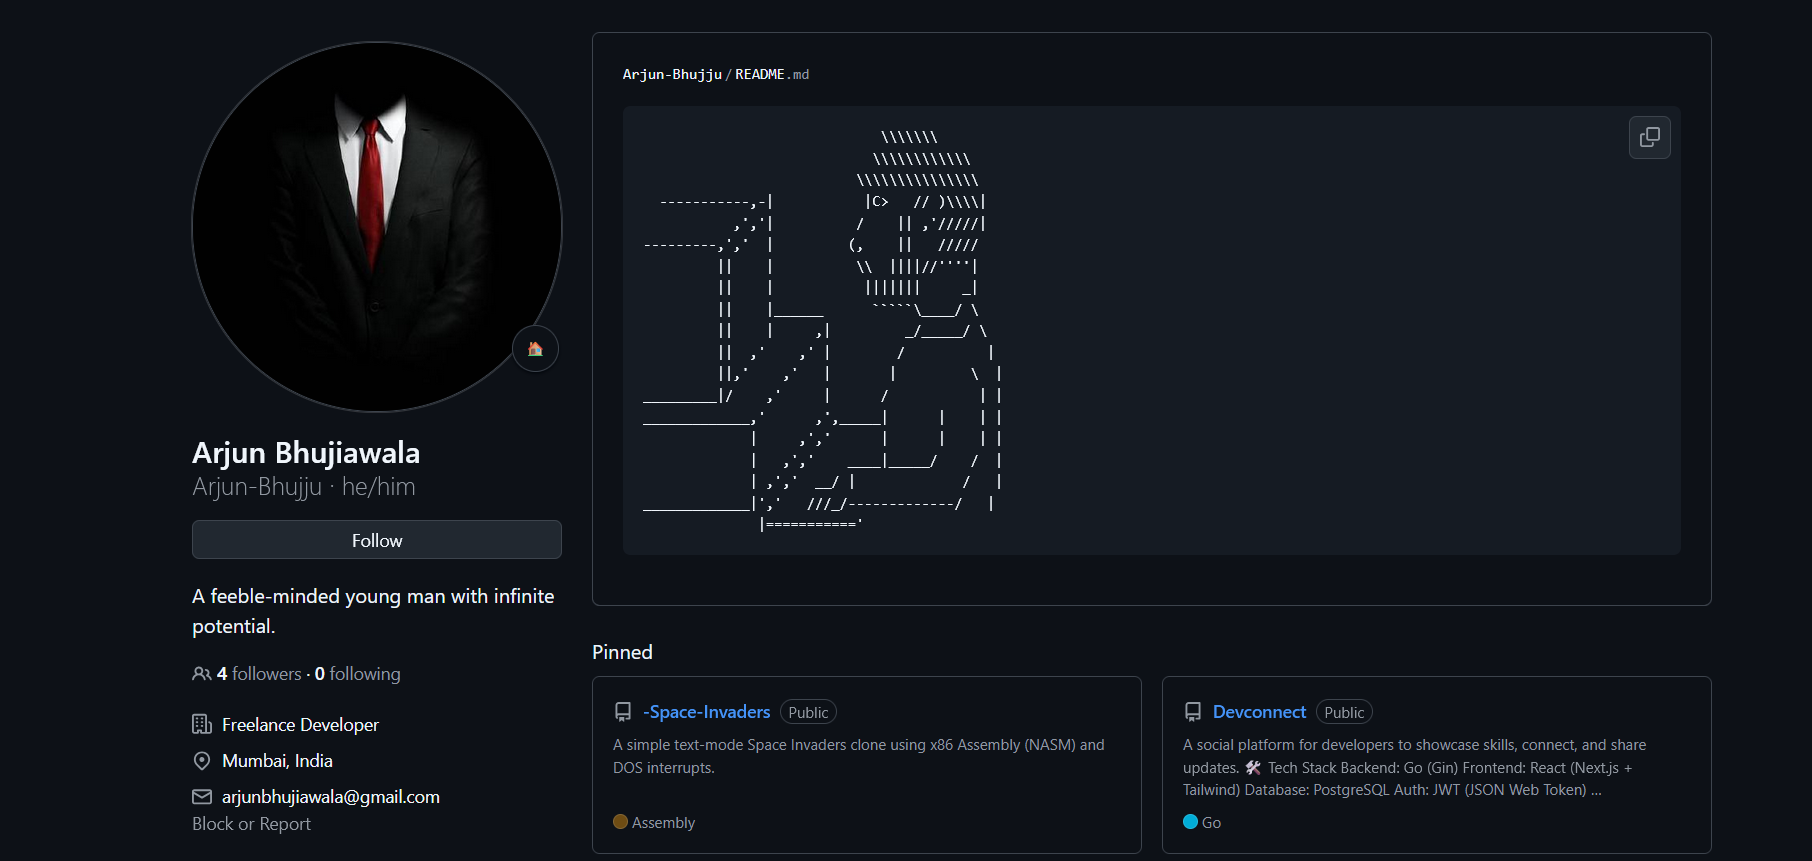 Arjun-Bhujju/README.md
                             \\\\\\\
                            \\\\\\\\\\\\
                          \\\\\\\\\\\\\\\
  -----------,-|           |C>   // )\\\\|
           ,','|          /    || ,'/////|
---------,','  |         (,    ||   /////
         ||    |          \\  ||||//''''|
         ||    |           |||||||     _|
         ||    |______      `````\____/ \
         ||    |     ,|         _/_____/ \
         ||  ,'    ,' |        /          |
         ||,'    ,'   |       |         \  |
_________|/    ,'     |      /           | |
_____________,'      ,',_____|      |    | |
             |     ,','      |      |    | |
             |   ,','    ____|_____/    /  |
             | ,','  __/ |             /   |
_____________|','   ///_/-------------/   |
              |==========='
Arjun Bhujiawala
Arjun-Bhujju · he/him
Follow
A feeble-minded young man with infinite
potential.
4 followers · 0 following
Freelance Developer
Mumbai, India
arjunbhujiawala@gmail.com
Block or Report
Pinned
-Space-Invaders Public
A simple text-mode Space Invaders clone using x86 Assembly (NASM) and
DOS interrupts.
Assembly
Devconnect Public
A social platform for developers to showcase skills, connect, and share
updates. 🛠️ Tech Stack Backend: Go (Gin) Frontend: React (Next.js +
Tailwind) Database: PostgreSQL Auth: JWT (JSON Web Token) ...
Go